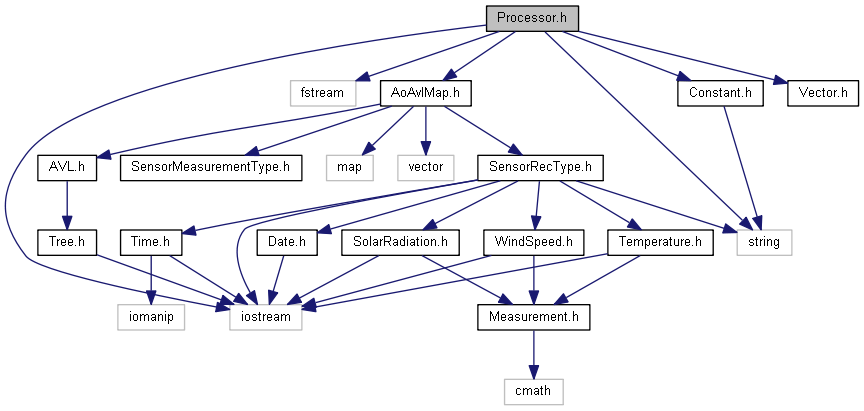 Processor.h
fstream
AoAvlMap.h
Constant.h
Vector.h
AVL.h
SensorMeasurementType.h
map
vector
SensorRecType.h
Tree.h
Time.h
Date.h
SolarRadiation.h
WindSpeed.h
Temperature.h
string
iomanip
iostream
Measurement.h
cmath